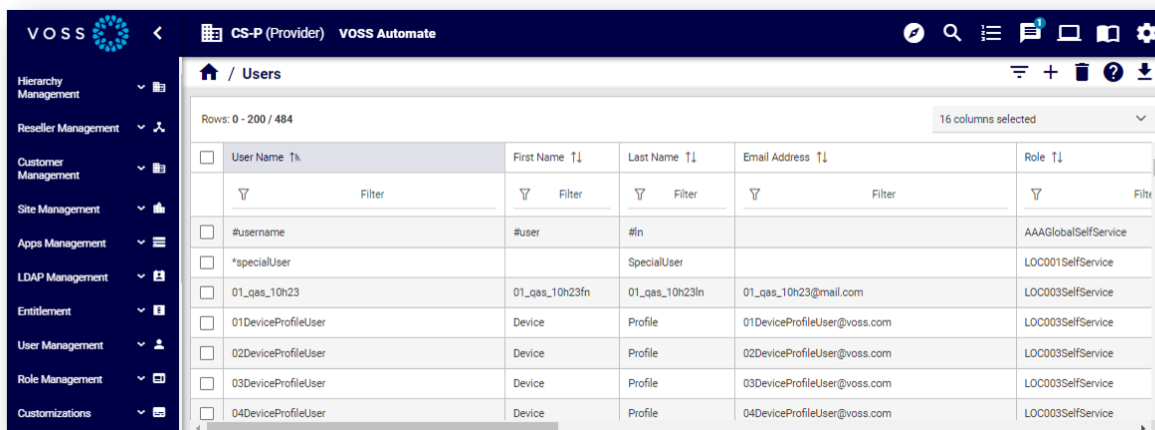 VOSS
CS-P (Provider) VOSS Automate
1
Hierarchy
Management
Reseller Management
Customer
Management
Site Management
Apps Management
LDAP Management
Entitlement
User Management
Role Management
Customizations
/ Users
Rows: 0 - 200 / 484
16 columns selected
User Name First Name Last Name Email Address Role
Filter Filter Filter Filter Filte
#username #user #ln AAAGlobalSelfService
*specialUser SpecialUser LOC001SelfService
01_qas_10h23 01_qas_10h23fn 01_qas_10h23ln 01_qas_10h23@mail.com LOC003SelfService
01DeviceProfileUser Device Profile 01DeviceProfileUser@voss.com LOC003SelfService
02DeviceProfileUser Device Profile 02DeviceProfileUser@voss.com LOC003SelfService
03DeviceProfileUser Device Profile 03DeviceProfileUser@voss.com LOC003SelfService
04DeviceProfileUser Device Profile 04DeviceProfileUser@voss.com LOC003SelfService